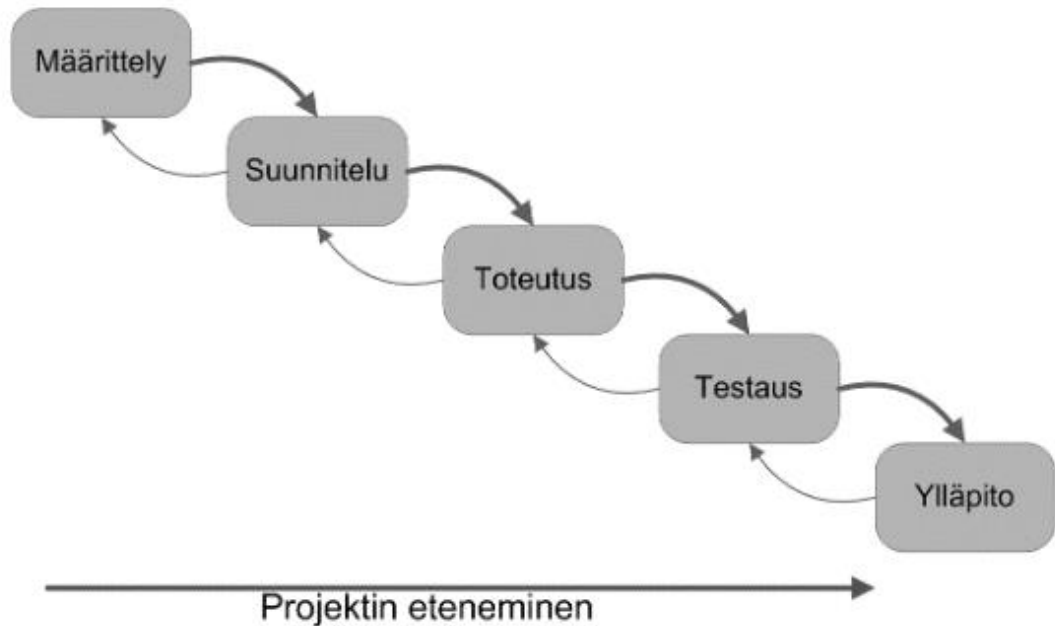 Määrittely
Suunnitelu
Toteutus
Testaus
Ylläpito
Projektin eteneminen